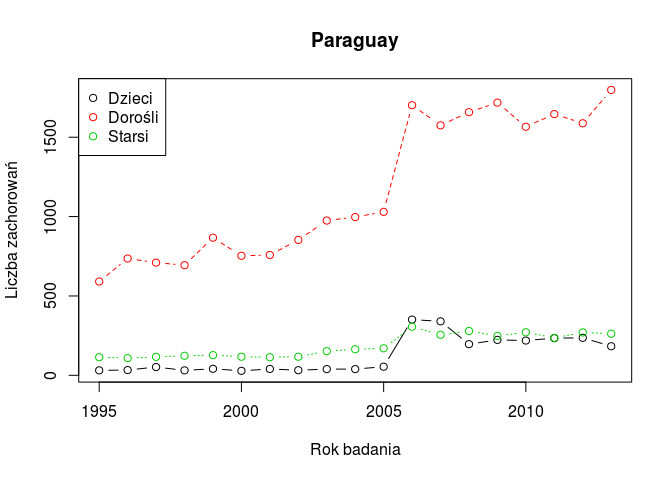 Paraguay
Dzieci
Dorośli
Starsi
Liczba zachorowań
1500
1000
500
0
1995
2000
2005
2010
Rok badania